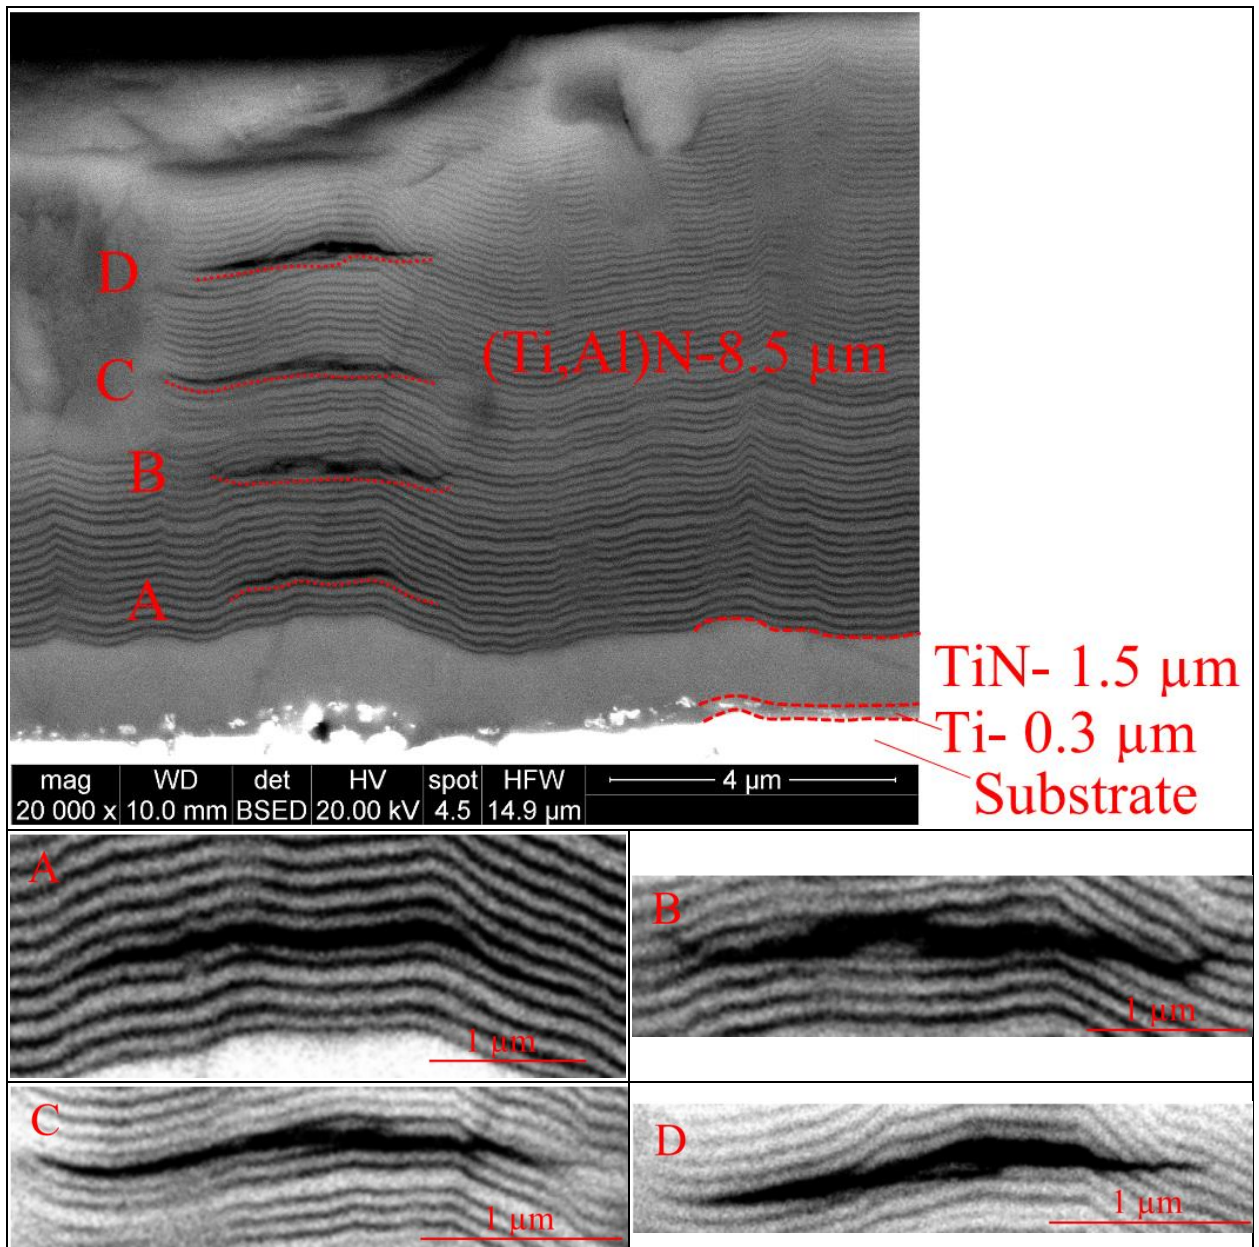 D
(Ti,Al)N-8.5 µm
C
B
A
TiN- 1.5 µm
Ti- 0.3 µm
Substrate
mag WD det HV spot HFW 4 µm
20 000 x 10.0 mm BSED 20.00 kV 4.5 14.9 µm
A
1 µm
B
1 µm
C
1 µm
D
1 µm